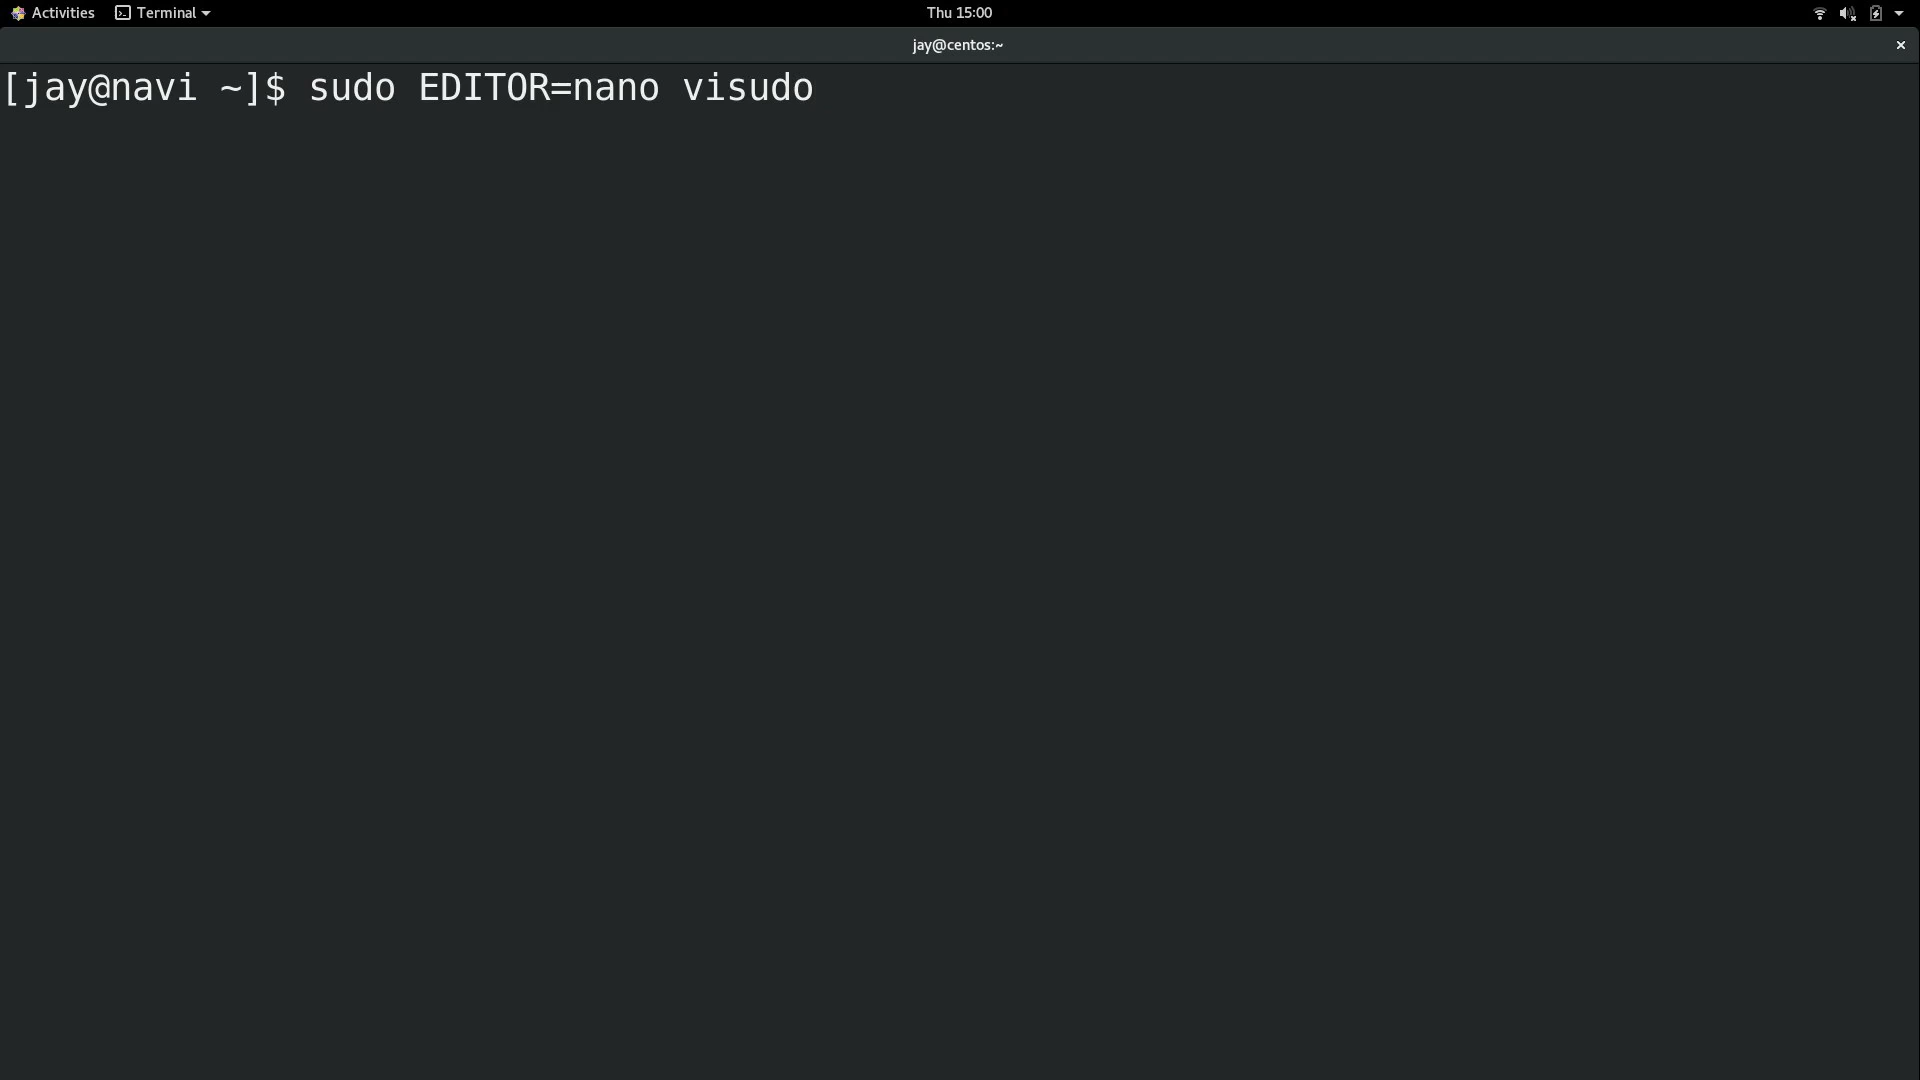 Activities Terminal Thu 15:00
jay@centos:~
[jay@navi ~]$ sudo EDITOR=nano visudo